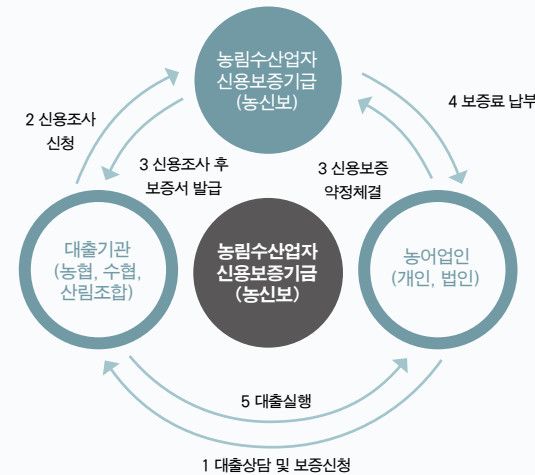 농림수산업자
신용보증기급
(농신보)
2 신용조사
신청
4 보증료 납부
3 신용조사 후
보증서 발급
3 신용보증
약정체결
대출기관
(농협, 수협,
산림조합)
농림수산업자
신용보증기금
(농신보)
농어업인
(개인, 법인)
5 대출실행
1 대출상담 및 보증신청